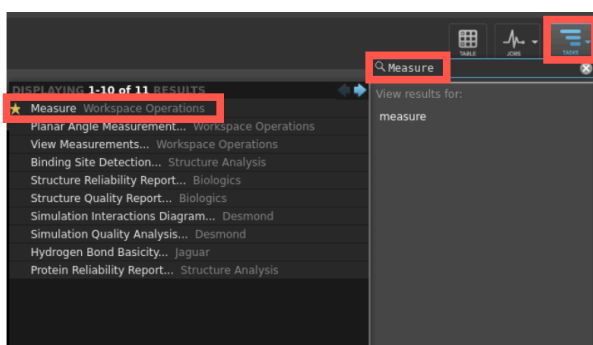 TABLE
JOBS
TASKS
Measure
DISPLAYING 1-10 of 11 RESULTS
View results for:
measure
Measure Workspace Operations
Planar Angle Measurement... Workspace Operations
View Measurements... Workspace Operations
Binding Site Detection... Structure Analysis
Structure Reliability Report... Biologics
Structure Quality Report... Biologics
Simulation Interactions Diagram... Desmond
Simulation Quality Analysis... Desmond
Hydrogen Bond Basicity... Jaguar
Protein Reliability Report... Structure Analysis